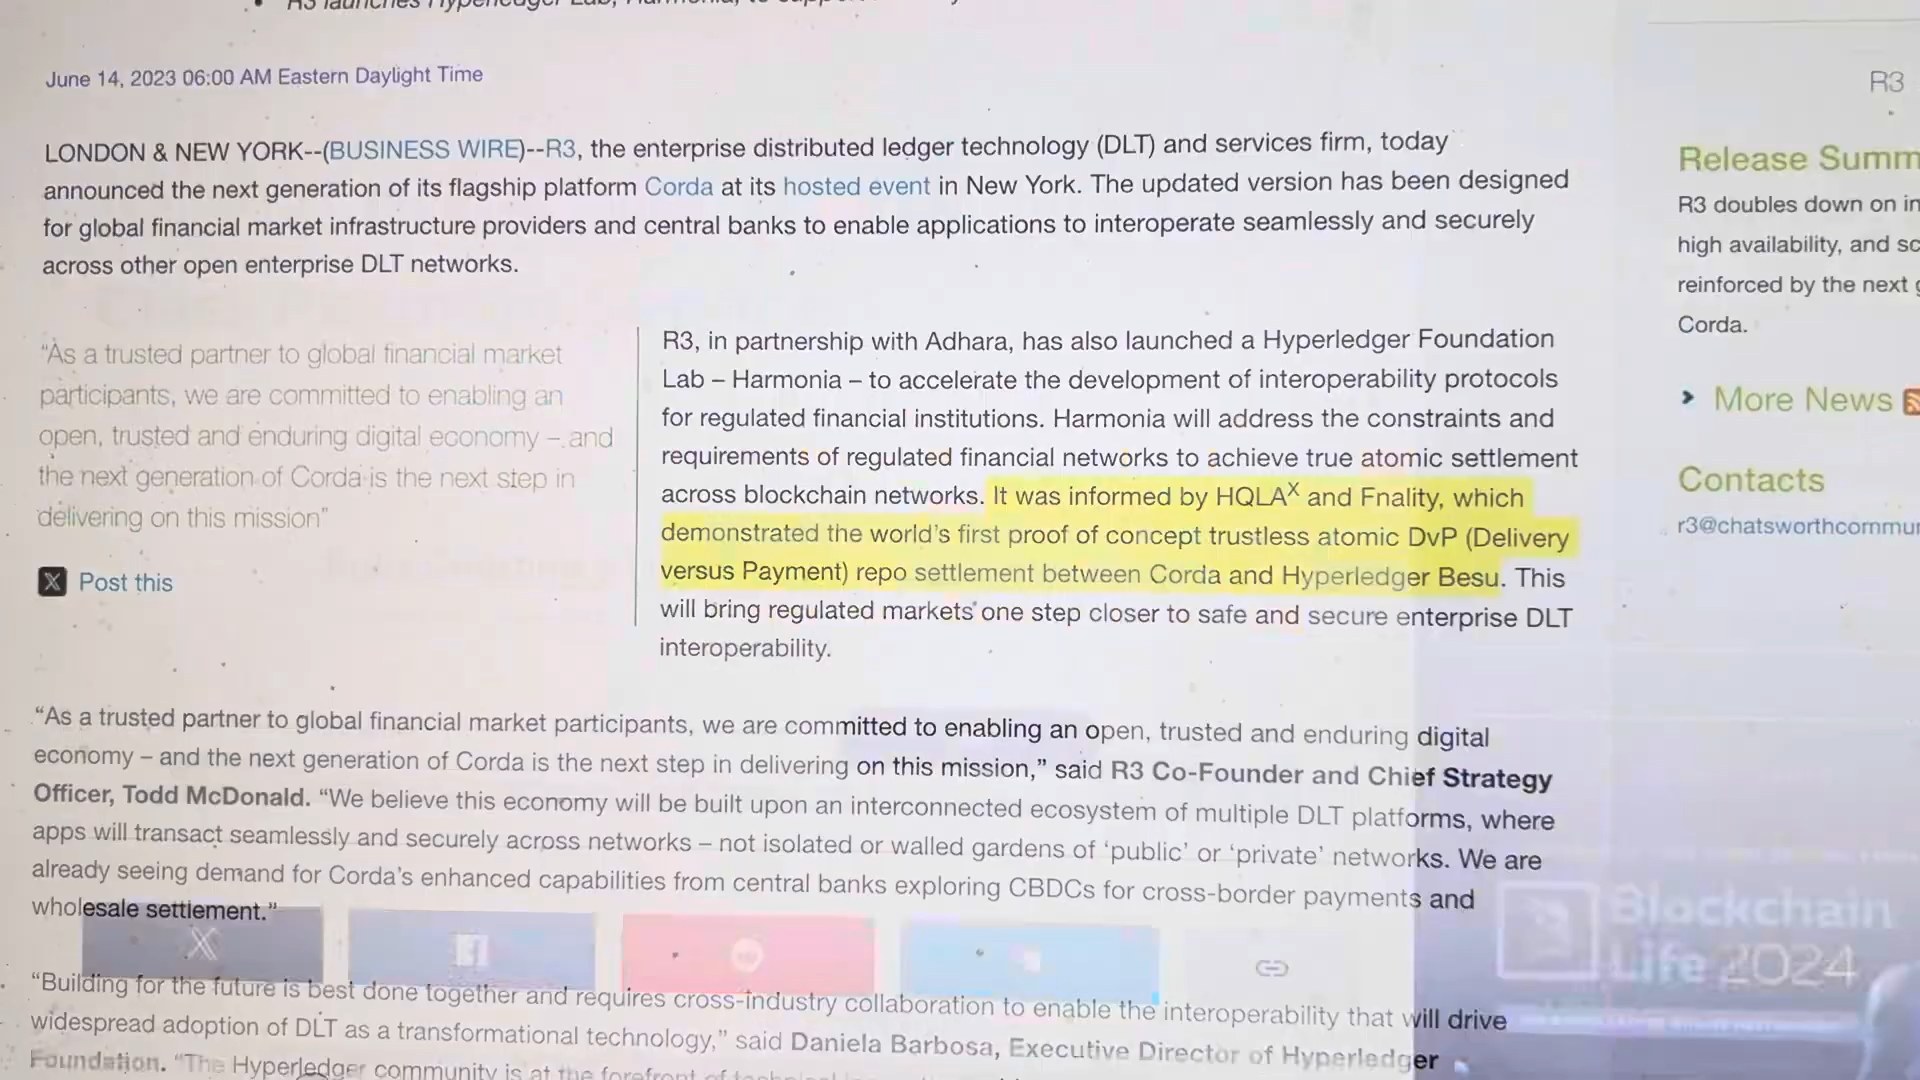 R3 launches Hyperledger Lab, Harmonia, to
June 14, 2023 06:00 AM Eastern Daylight Time
LONDON & NEW YORK--(BUSINESS WIRE)--R3, the enterprise distributed ledger technology (DLT) and services firm, today
announced the next generation of its flagship platform Corda at its hosted event in New York. The updated version has been designed
for global financial market infrastructure providers and central banks to enable applications to interoperate seamlessly and securely
across other open enterprise DLT networks.
“As a trusted partner to global financial market
participants, we are committed to enabling an
open, trusted and enduring digital economy – and
the next generation of Corda is the next step in
delivering on this mission”
X Post this
R3, in partnership with Adhara, has also launched a Hyperledger Foundation
Lab – Harmonia – to accelerate the development of interoperability protocols
for regulated financial institutions. Harmonia will address the constraints and
requirements of regulated financial networks to achieve true atomic settlement
across blockchain networks. It was informed by HQLAX and Fnality, which
demonstrated the world’s first proof of concept trustless atomic DvP (Delivery
versus Payment) repo settlement between Corda and Hyperledger Besu. This
will bring regulated markets one step closer to safe and secure enterprise DLT
interoperability.
“As a trusted partner to global financial market participants, we are committed to enabling an open, trusted and enduring digital
economy – and the next generation of Corda is the next step in delivering on this mission,” said R3 Co-Founder and Chief Strategy
Officer, Todd McDonald. “We believe this economy will be built upon an interconnected ecosystem of multiple DLT platforms, where
apps will transact seamlessly and securely across networks – not isolated or walled gardens of ‘public’ or ‘private’ networks. We are
already seeing demand for Corda’s enhanced capabilities from central banks exploring CBDCs for cross-border payments and
wholesale settlement.”
“Building for the future is best done together and requires cross-industry collaboration to enable the interoperability that will drive
widespread adoption of DLT as a transformational technology,” said Daniela Barbosa, Executive Director of Hyperledger
Foundation. “The Hyperledger community is at the forefront of
R3
Release Summ
R3 doubles down on in
high availability, and sc
reinforced by the next g
Corda.
More News
Contacts
r3@chatsworthcommun
Blockchain
Life 2024